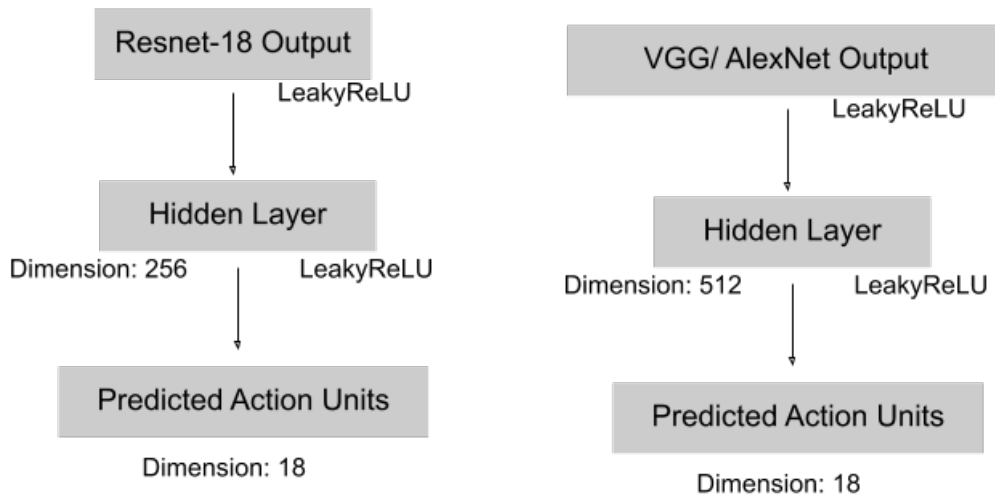 Resnet-18 Output
LeakyReLU
Hidden Layer
Dimension: 256
LeakyReLU
Predicted Action Units
Dimension: 18
VGG/ AlexNet Output
LeakyReLU
Hidden Layer
Dimension: 512
LeakyReLU
Predicted Action Units
Dimension: 18